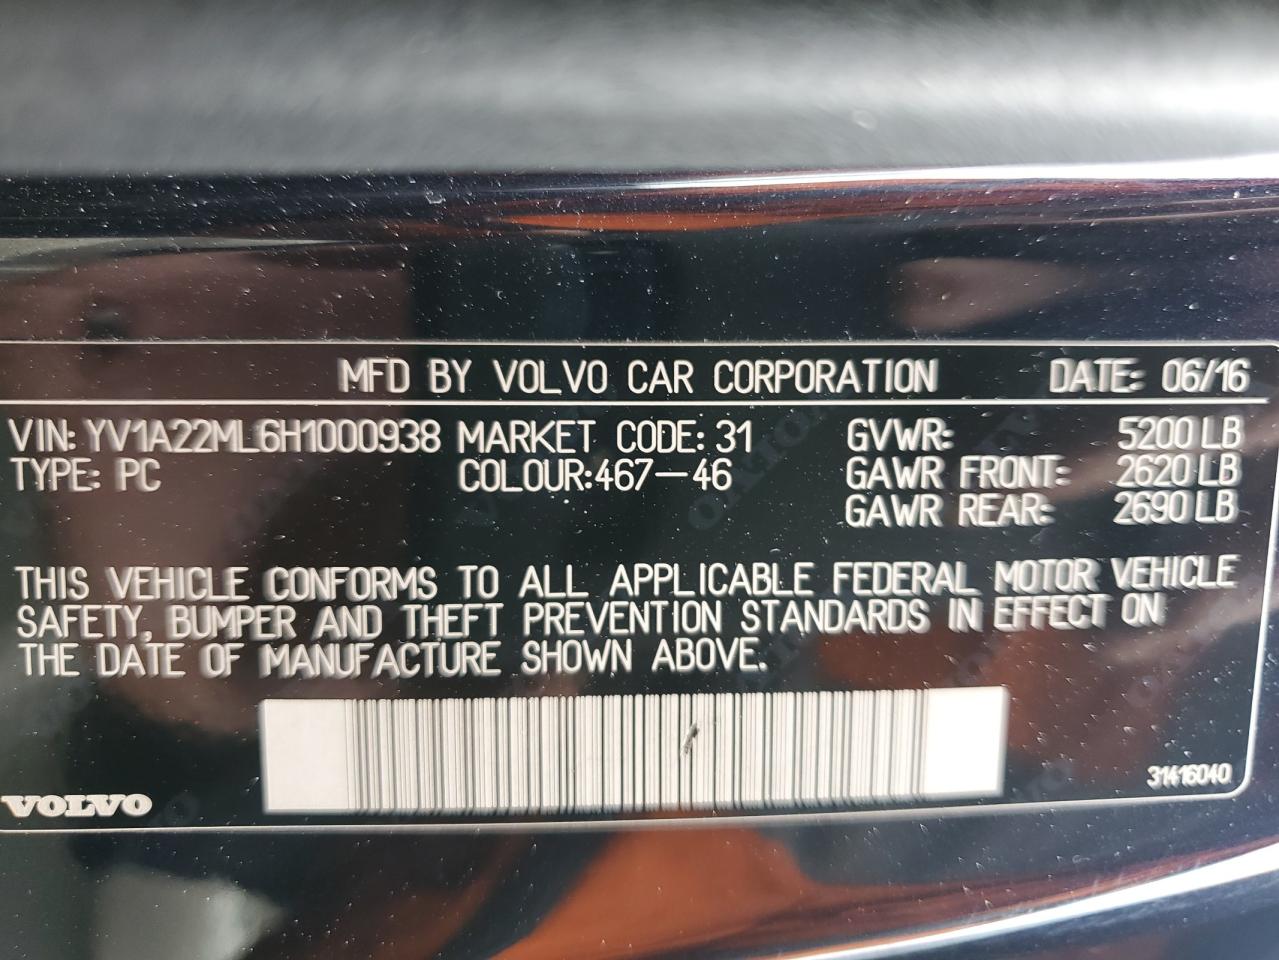 MFD BY VOLVO CAR CORPORATION DATE: 06/16
VIN: YV1A22ML6H1000938 MARKET CODE: 31 GVWR: 5200 LB
TYPE: PC COLOUR:467-46 GAWR FRONT: 2620 LB
GAWR REAR: 2690 LB
THIS VEHICLE CONFORMS TO ALL APPLICABLE FEDERAL MOTOR VEHICLE
SAFETY, BUMPER AND THEFT PREVENTION STANDARDS IN EFFECT ON
THE DATE OF MANUFACTURE SHOWN ABOVE.
31416040
VOLVO